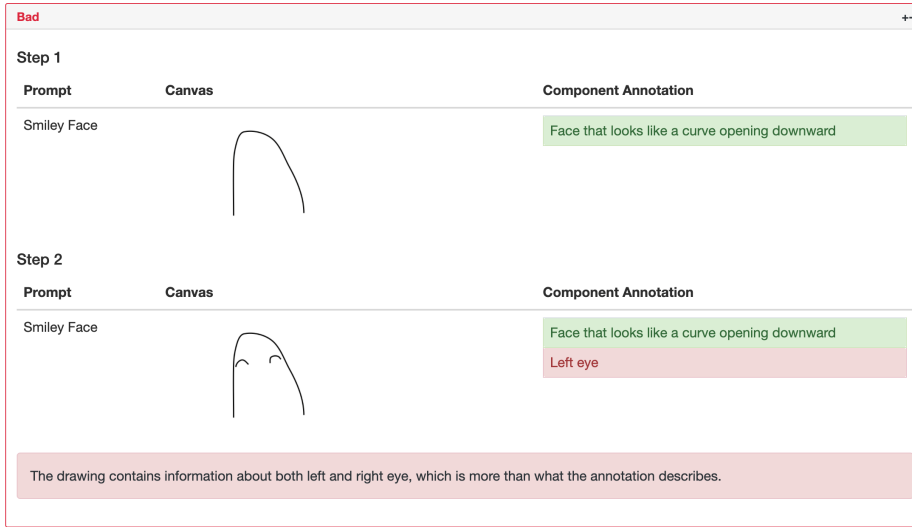 Bad
Step 1
Prompt Canvas Component Annotation
Smiley Face Face that looks like a curve opening downward
Step 2
Prompt Canvas Component Annotation
Smiley Face Face that looks like a curve opening downward
Left eye
The drawing contains information about both left and right eye, which is more than what the annotation describes.